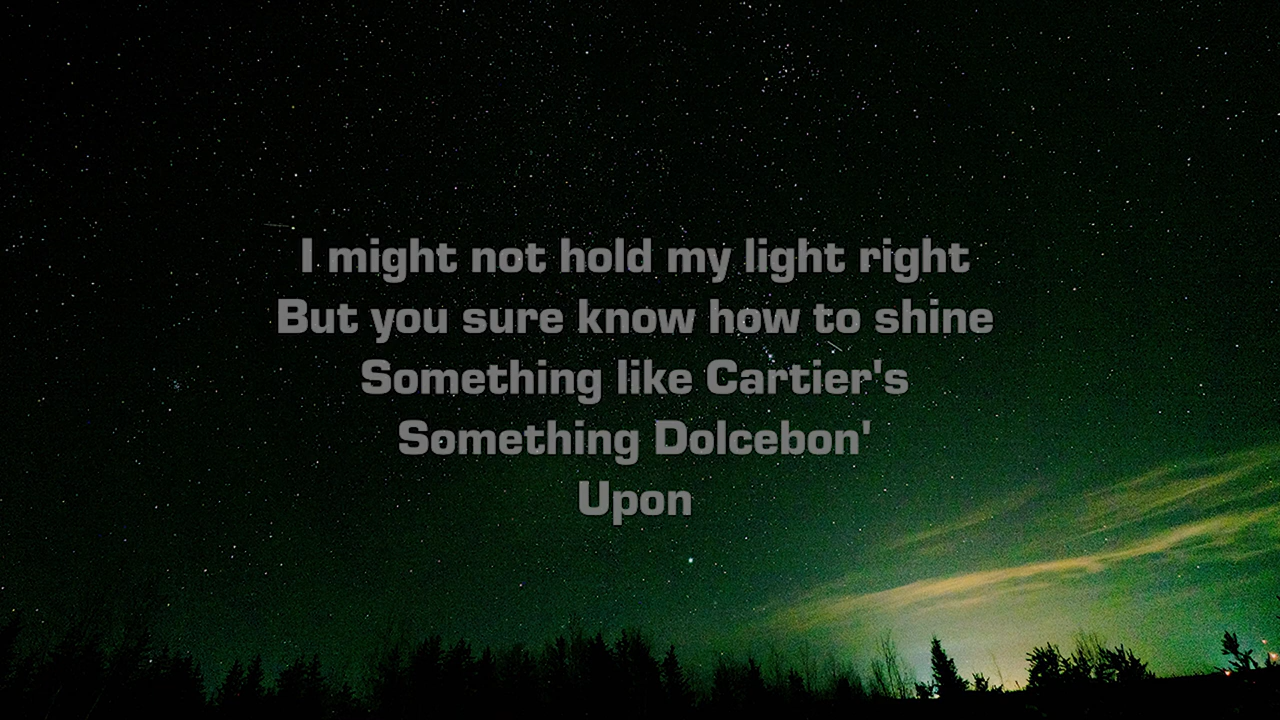 I might not hold my light right
But you sure know how to shine
Something like Cartier's
Something Dolcebon'
Upon